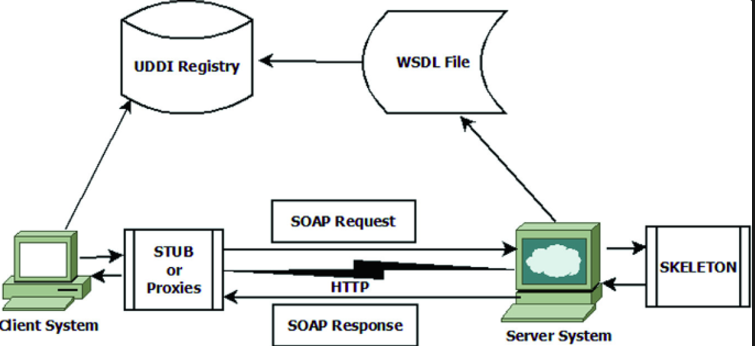 UDDI Registry
WSDL File
SOAP Request
STUB
or
Proxies
HTTP
SKELETON
SOAP Response
Client System
Server System